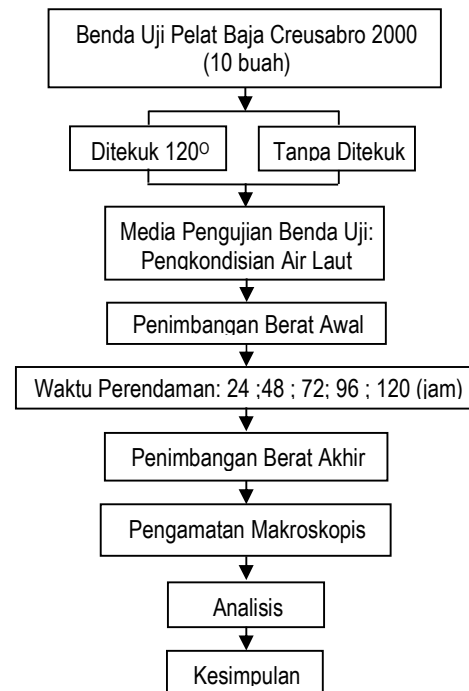 Benda Uji Pelat Baja Creusabro 2000
(10 buah)
Ditekuk 120⁰
Tanpa Ditekuk
Media Pengujian Benda Uji:
Pengkondisian Air Laut
Penimbangan Berat Awal
Waktu Perendaman: 24 ;48 ; 72; 96 ; 120 (jam)
Penimbangan Berat Akhir
Pengamatan Makroskopis
Analisis
Kesimpulan